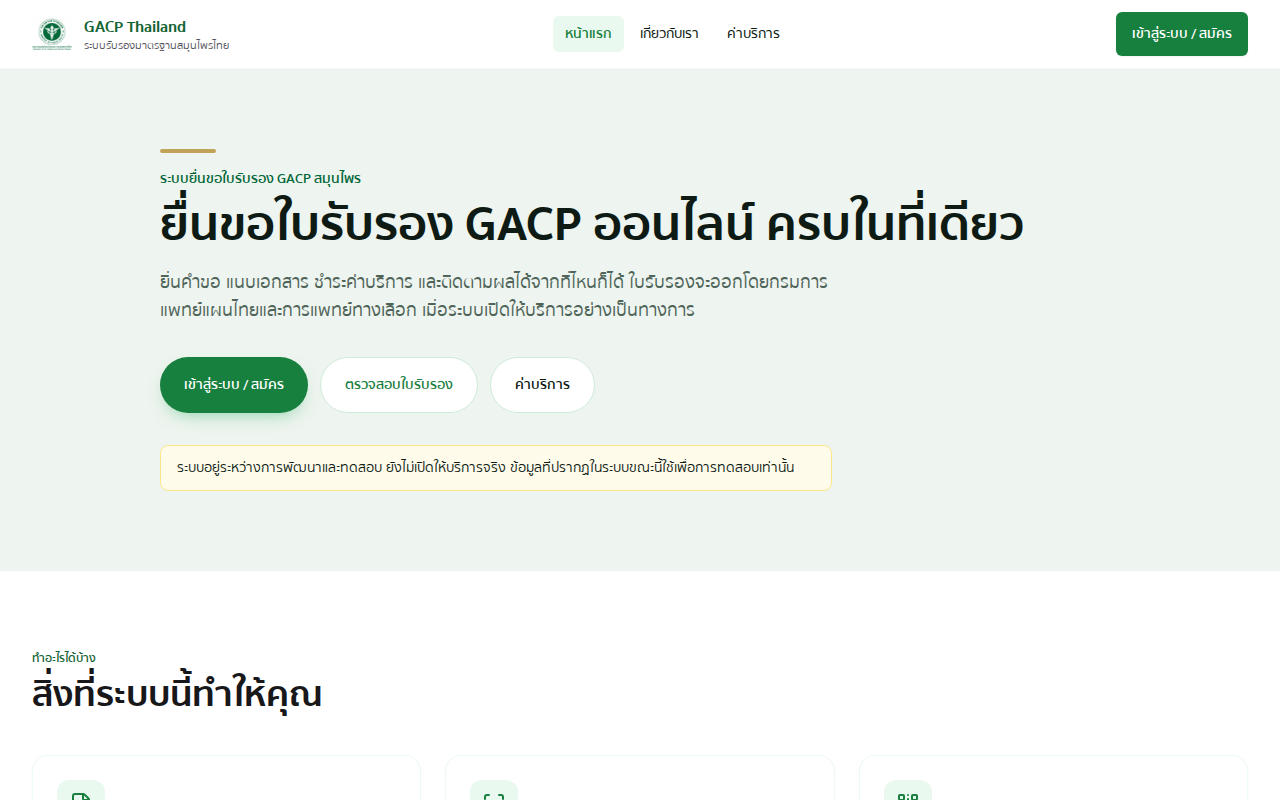 GACP Thailand
ระบบรับรองมาตรฐานสมุนไพรไทย
หน้าแรก
เกี่ยวกับเรา
ค่าบริการ
เข้าสู่ระบบ / สมัคร
ระบบยื่นขอใบรับรอง GACP สมุนไพร
ยื่นขอใบรับรอง GACP ออนไลน์ ครบในที่เดียว
ยื่นคำขอ แนบเอกสาร ชำระค่าบริการ และติดตามผลได้จากที่ไหนก็ได้ ใบรับรองจะออกโดยกรมการ
แพทย์แผนไทยและการแพทย์ทางเลือก เมื่อระบบเปิดให้บริการอย่างเป็นทางการ
เข้าสู่ระบบ / สมัคร
ตรวจสอบใบรับรอง
ค่าบริการ
ระบบอยู่ระหว่างการพัฒนาและทดสอบ ยังไม่เปิดให้บริการจริง ข้อมูลที่ปรากฏในระบบขณะนี้ใช้เพื่อการทดสอบเท่านั้น
ทำอะไรได้บ้าง
สิ่งที่ระบบนี้ทำให้คุณ